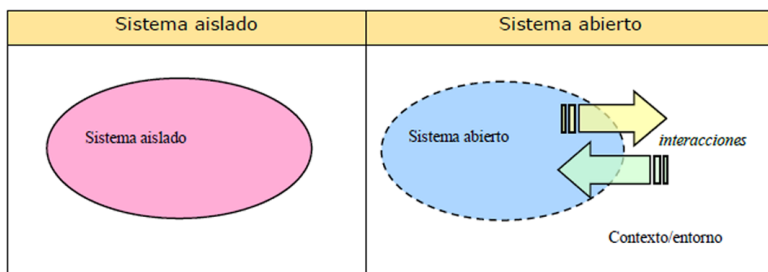 Sistema aislado
Sistema abierto
Sistema aislado
Sistema abierto
interacciones
Contexto/entorno